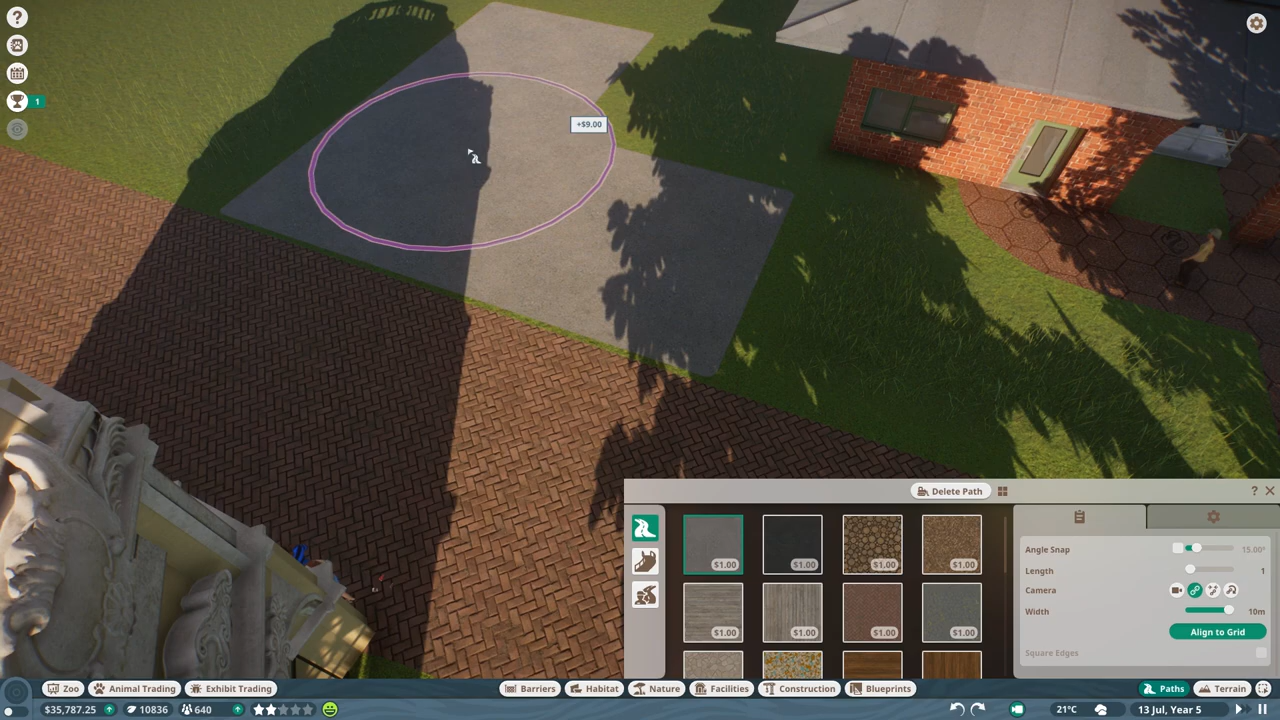 ?
1
+$9.00
Delete Path
?
$1.00
$1.00
$1.00
$1.00
$1.00
$1.00
$1.00
$1.00
Angle Snap 15.00°
Length 1
Camera
Width 10m
Align to Grid
Square Edges
Zoo Animal Trading Exhibit Trading Barriers Habitat Nature Facilities Construction Blueprints Paths Terrain
$35,787.25 10836 640 21°C 13 Jul, Year 5